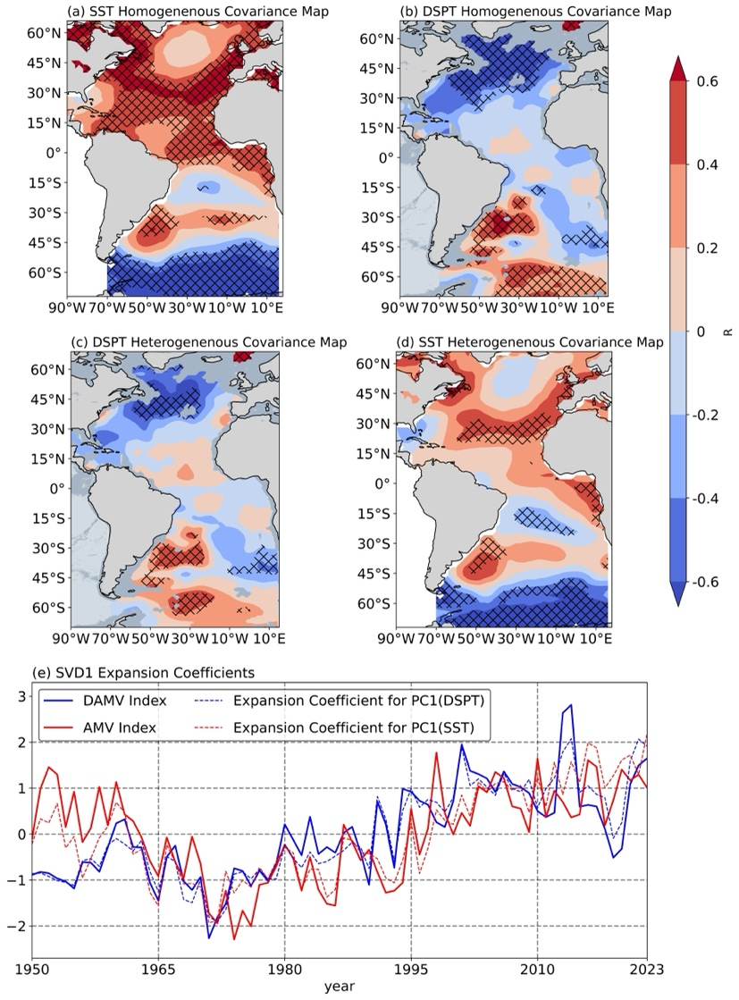 (a) SST Homogenenous Covariance Map
60°N
45°N
30°N
15°N
0°
15°S
30°S
45°S
60°S
90°W 70°W 50°W 30°W 10°W 10°E
(b) DSPT Homogenenous Covariance Map
60°N
45°N
30°N
15°N
0°
15°S
30°S
45°S
60°S
90°W 70°W 50°W 30°W 10°W 10°E
(c) DSPT Heterogenenous Covariance Map
60°N
45°N
30°N
15°N
0°
15°S
30°S
45°S
60°S
90°W 70°W 50°W 30°W 10°W 10°E
(d) SST Heterogenenous Covariance Map
60°N
45°N
30°N
15°N
0°
15°S
30°S
45°S
60°S
90°W 70°W 50°W 30°W 10°W 10°E
0.6
0.4
0.2
0
-0.2
-0.4
-0.6
R
(e) SVD1 Expansion Coefficients
DAMV Index
AMV Index
Expansion Coefficient for PC1(DSPT)
Expansion Coefficient for PC1(SST)
3
2
1
0
−1
−2
1950 1965 1980 1995 2010 2023
year